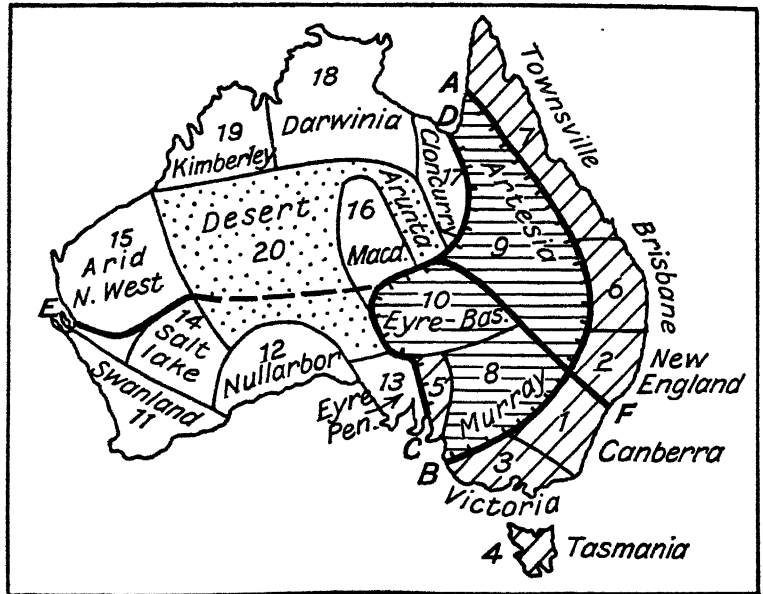 18
Darwinia
19
Kimberley
A
D
Townsville
7
Cloncurry
17
Artesia
9
Arunta
Desert
20
16
Macd.
15
Arid
N. West
E
14
Salt
lake
Swanland
11
12
Nullarbor
13
Eyre
Pen.
10
Eyre-Bas.
5
8
Murray
Brisbane
6
2
New
England
F
1
Canberra
C
B
3
Victoria
4
Tasmania